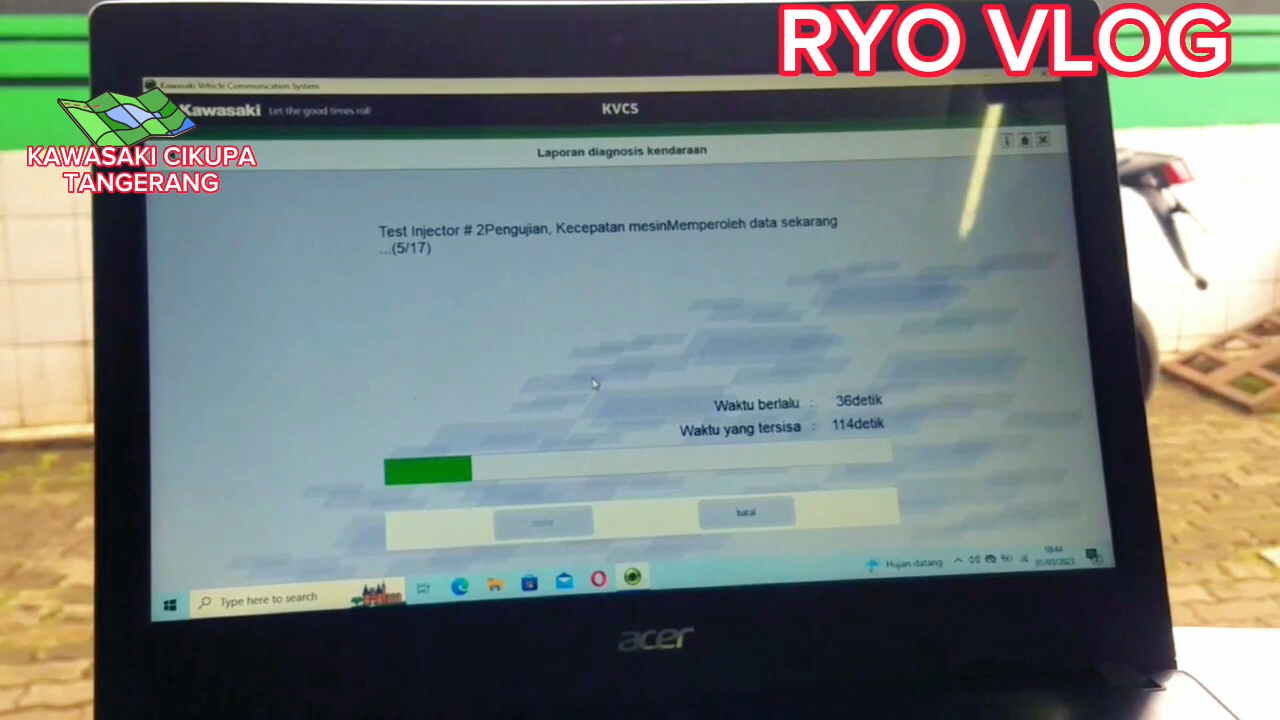 RYO VLOG
Kawasaki Vehicle Communication System
Kawasaki Let the good times roll
KVCS
KAWASAKI CIKUPA
TANGERANG
Laporan diagnosis kendaraan
Test Injector # 2Pengujian, Kecepatan mesinMemperoleh data sekarang
...(5/17)
Waktu berlalu : 36detik
Waktu yang tersisa : 114detik
mulai
batal
Type here to search
Hujan datang
10:44
01/03/2023
acer